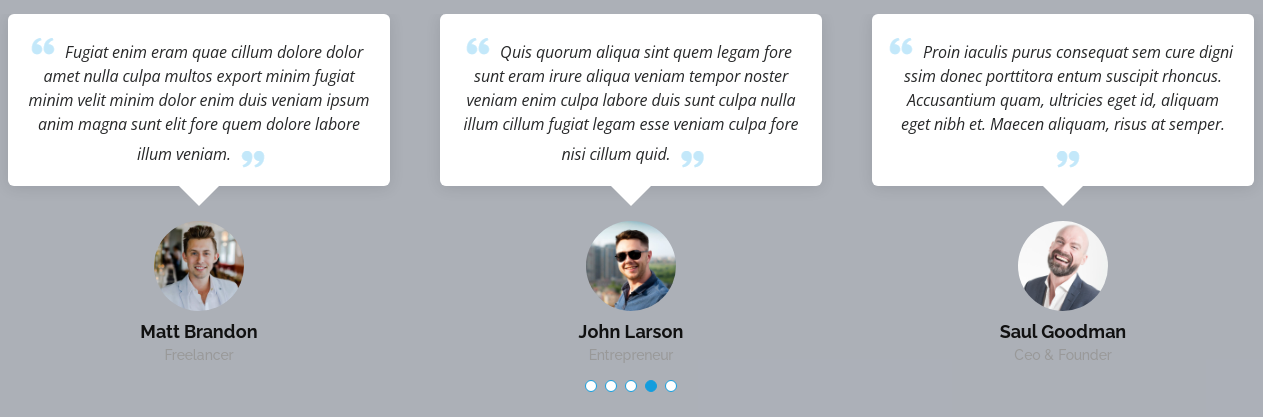 “ Fugiat enim eram quae cillum dolore dolor
amet nulla culpa multos export minim fugiat
minim velit minim dolor enim duis veniam ipsum
anim magna sunt elit fore quem dolore labore
illum veniam. ”
Matt Brandon
Freelancer
“ Quis quorum aliqua sint quem legam fore
sunt eram irure aliqua veniam tempor noster
veniam enim culpa labore duis sunt culpa nulla
illum cillum fugiat legam esse veniam culpa fore
nisi cillum quid. ”
John Larson
Entrepreneur
“ Proin iaculis purus consequat sem cure digni
ssim donec porttitora entum suscipit rhoncus.
Accusantium quam, ultricies eget id, aliquam
eget nibh et. Maecen aliquam, risus at semper.
”
Saul Goodman
Ceo & Founder